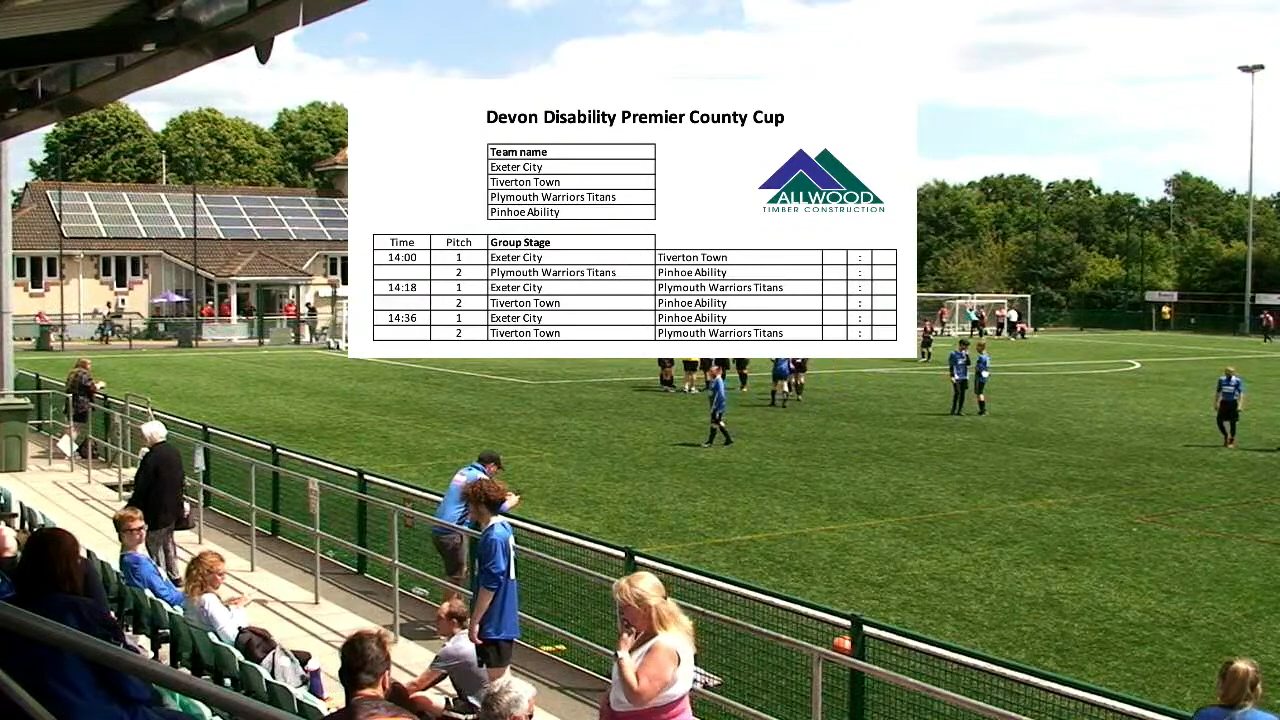 Devon Disability Premier County Cup
Team name
Exeter City
Tiverton Town
Plymouth Warriors Titans
Pinhoe Ability
ALLWOOD
TIMBER CONSTRUCTION
Time Pitch Group Stage
14:00 1 Exeter City Tiverton Town :
2 Plymouth Warriors Titans Pinhoe Ability :
14:18 1 Exeter City Plymouth Warriors Titans :
2 Tiverton Town Pinhoe Ability :
14:36 1 Exeter City Pinhoe Ability :
2 Tiverton Town Plymouth Warriors Titans :